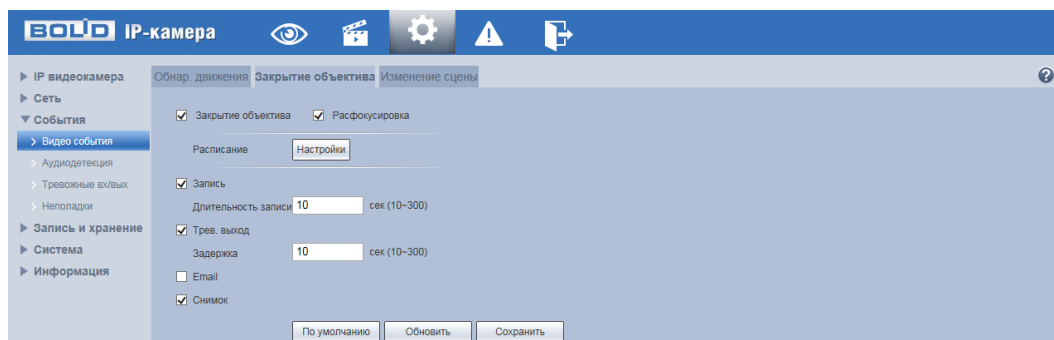 BOLID IP-камера
IP видеокамера
Сеть
События
Видео события
Аудиодетекция
Тревожные вх/вых
Неполадки
Запись и хранение
Система
Информация
Обнар. движения Закрытие объектива Изменение сцены
Закрытие объектива Расфокусировка
Расписание Настройки
Запись
Длительность записи 10 сек (10~300)
Трев. выход
Задержка 10 сек (10~300)
Email
Снимок
По умолчанию Обновить Сохранить